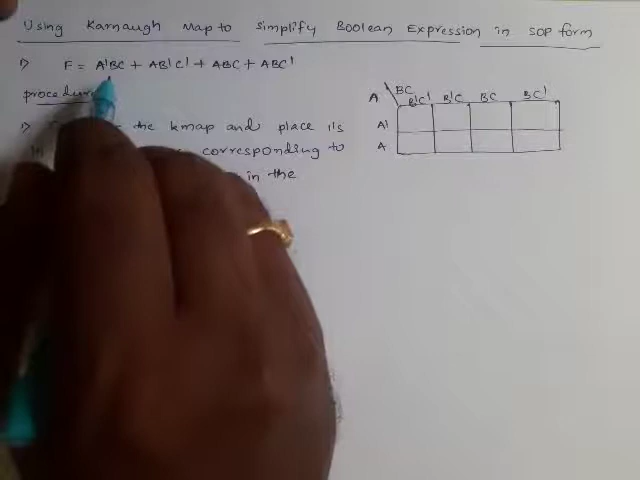 Using Karnaugh Map to simplify Boolean Expression in SOP form
1) F = A'BC + AB'C' + ABC + ABC'
BC
A B'C' B'C BC BC'
A'
A
1) the kmap and place 1s
corresponding to
in the